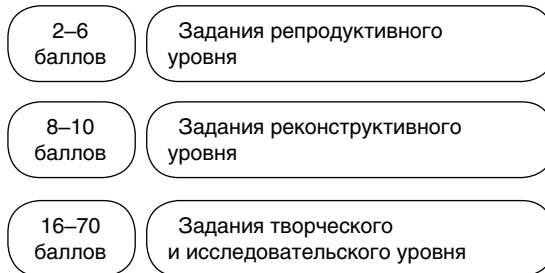 2–6
баллов
Задания репродуктивного
уровня
8–10
баллов
Задания реконструктивного
уровня
16–70
баллов
Задания творческого
и исследовательского уровня